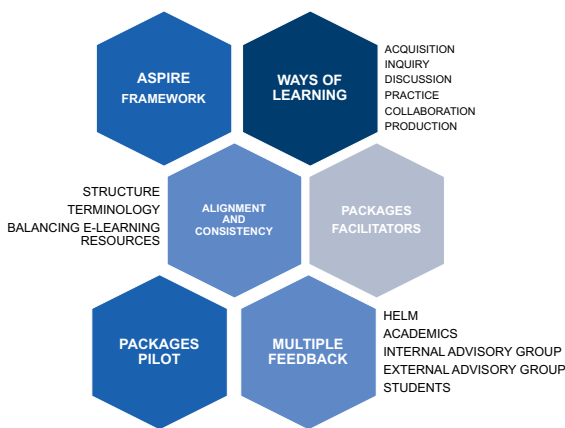 ASPIRE
FRAMEWORK
WAYS OF
LEARNING
ACQUISITION
INQUIRY
DISCUSSION
PRACTICE
COLLABORATION
PRODUCTION
STRUCTURE
TERMINOLOGY
BALANCING E-LEARNING
RESOURCES
ALIGNMENT
AND
CONSISTENCY
PACKAGES
FACILITATORS
PACKAGES
PILOT
MULTIPLE
FEEDBACK
HELM
ACADEMICS
INTERNAL ADVISORY GROUP
EXTERNAL ADVISORY GROUP
STUDENTS